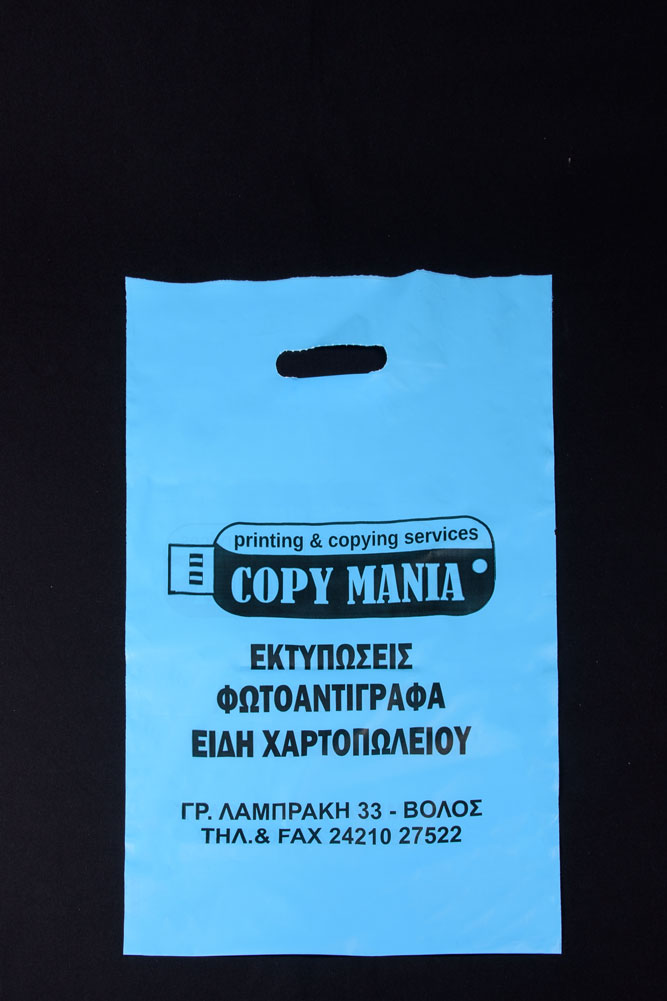 printing & copying services
COPY MANIA
ΕΚΤΥΠΩΣΕΙΣ
ΦΩΤΟΑΝΤΙΓΡΑΦΑ
ΕΙΔΗ ΧΑΡΤΟΠΩΛΕΙΟΥ
ΓΡ. ΛΑΜΠΡΑΚΗ 33 - ΒΟΛΟΣ
ΤΗΛ.& FAX 24210 27522